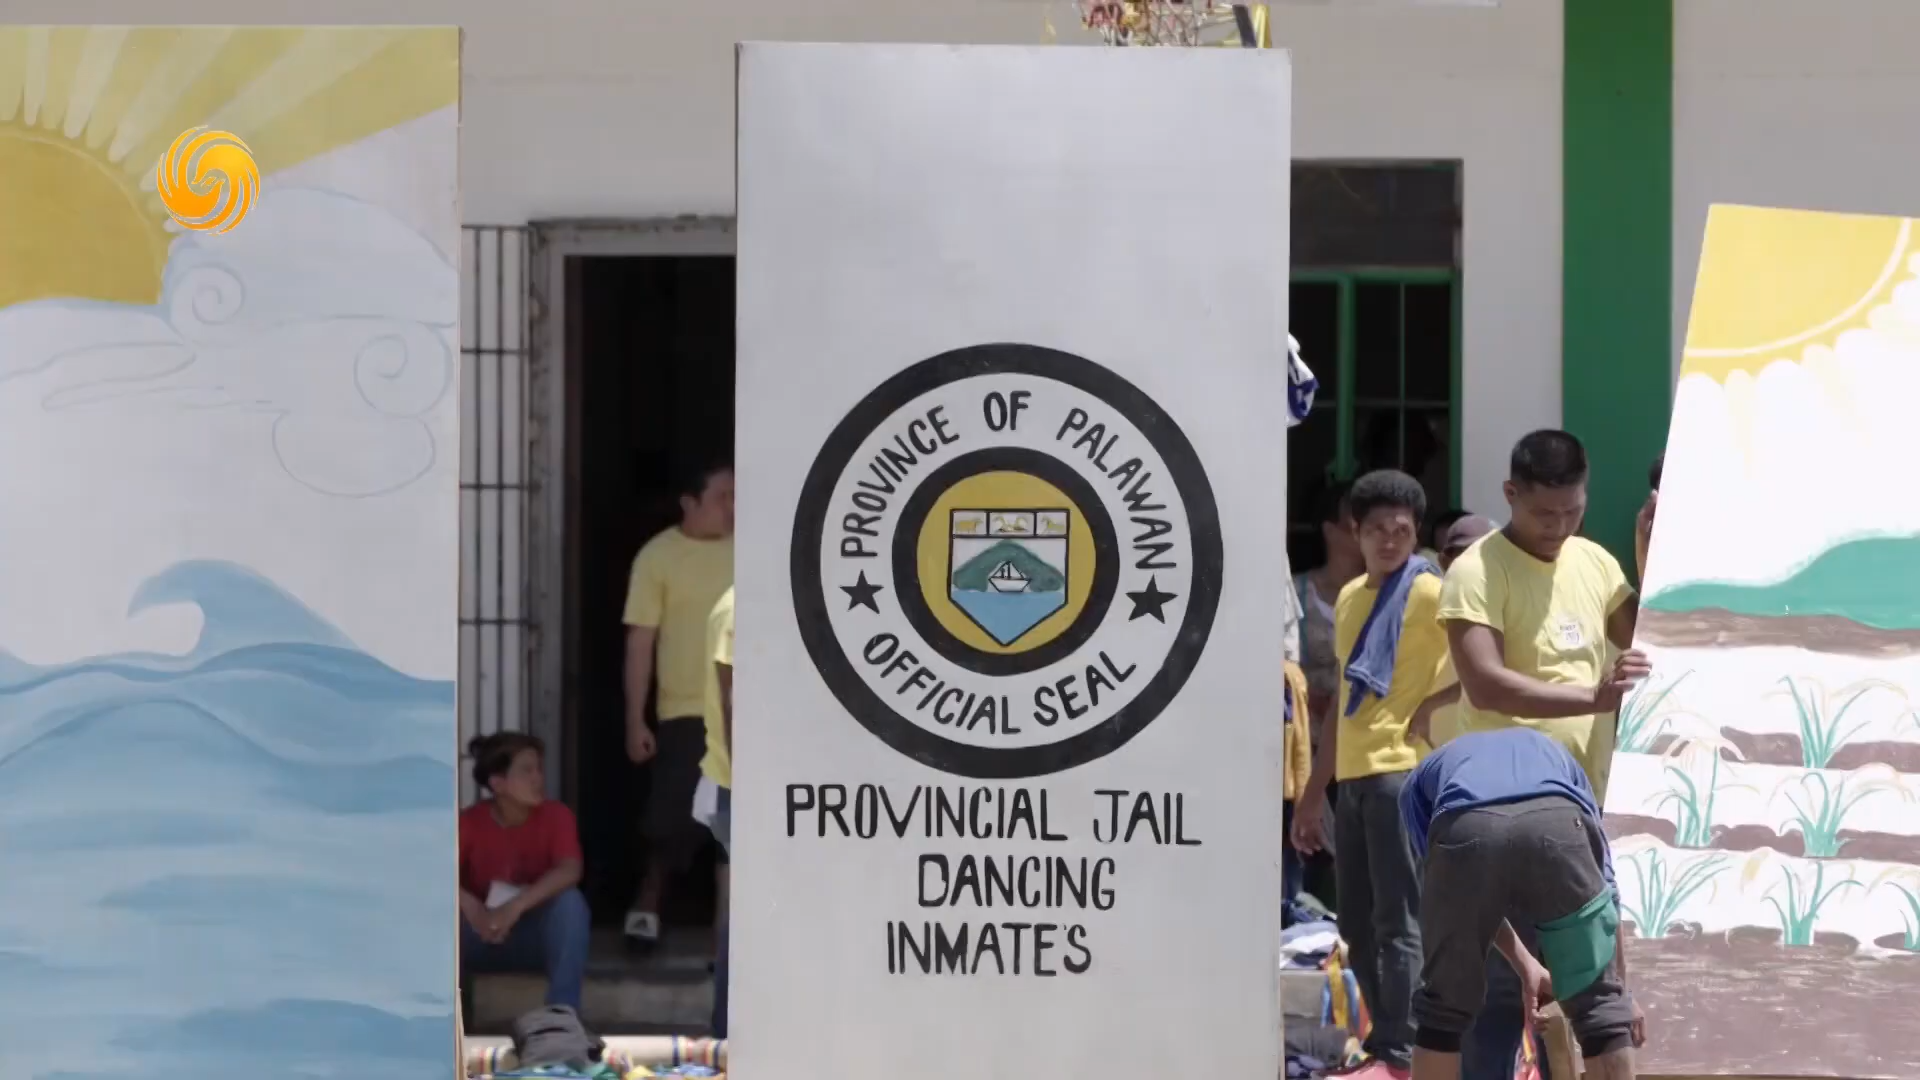 PROVINCE OF PALAWAN
OFFICIAL SEAL
PROVINCIAL JAIL
DANCING
INMATE'S